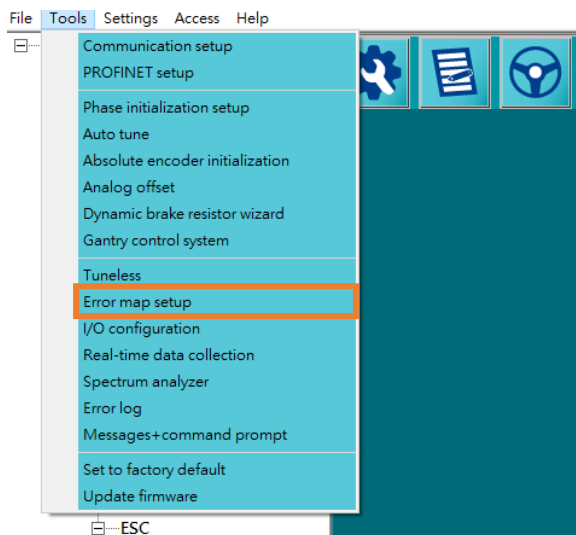 File Tools Settings Access Help
Communication setup
PROFINET setup
Phase initialization setup
Auto tune
Absolute encoder initialization
Analog offset
Dynamic brake resistor wizard
Gantry control system
Tuneless
Error map setup
I/O configuration
Real-time data collection
Spectrum analyzer
Error log
Messages+command prompt
Set to factory default
Update firmware
ESC